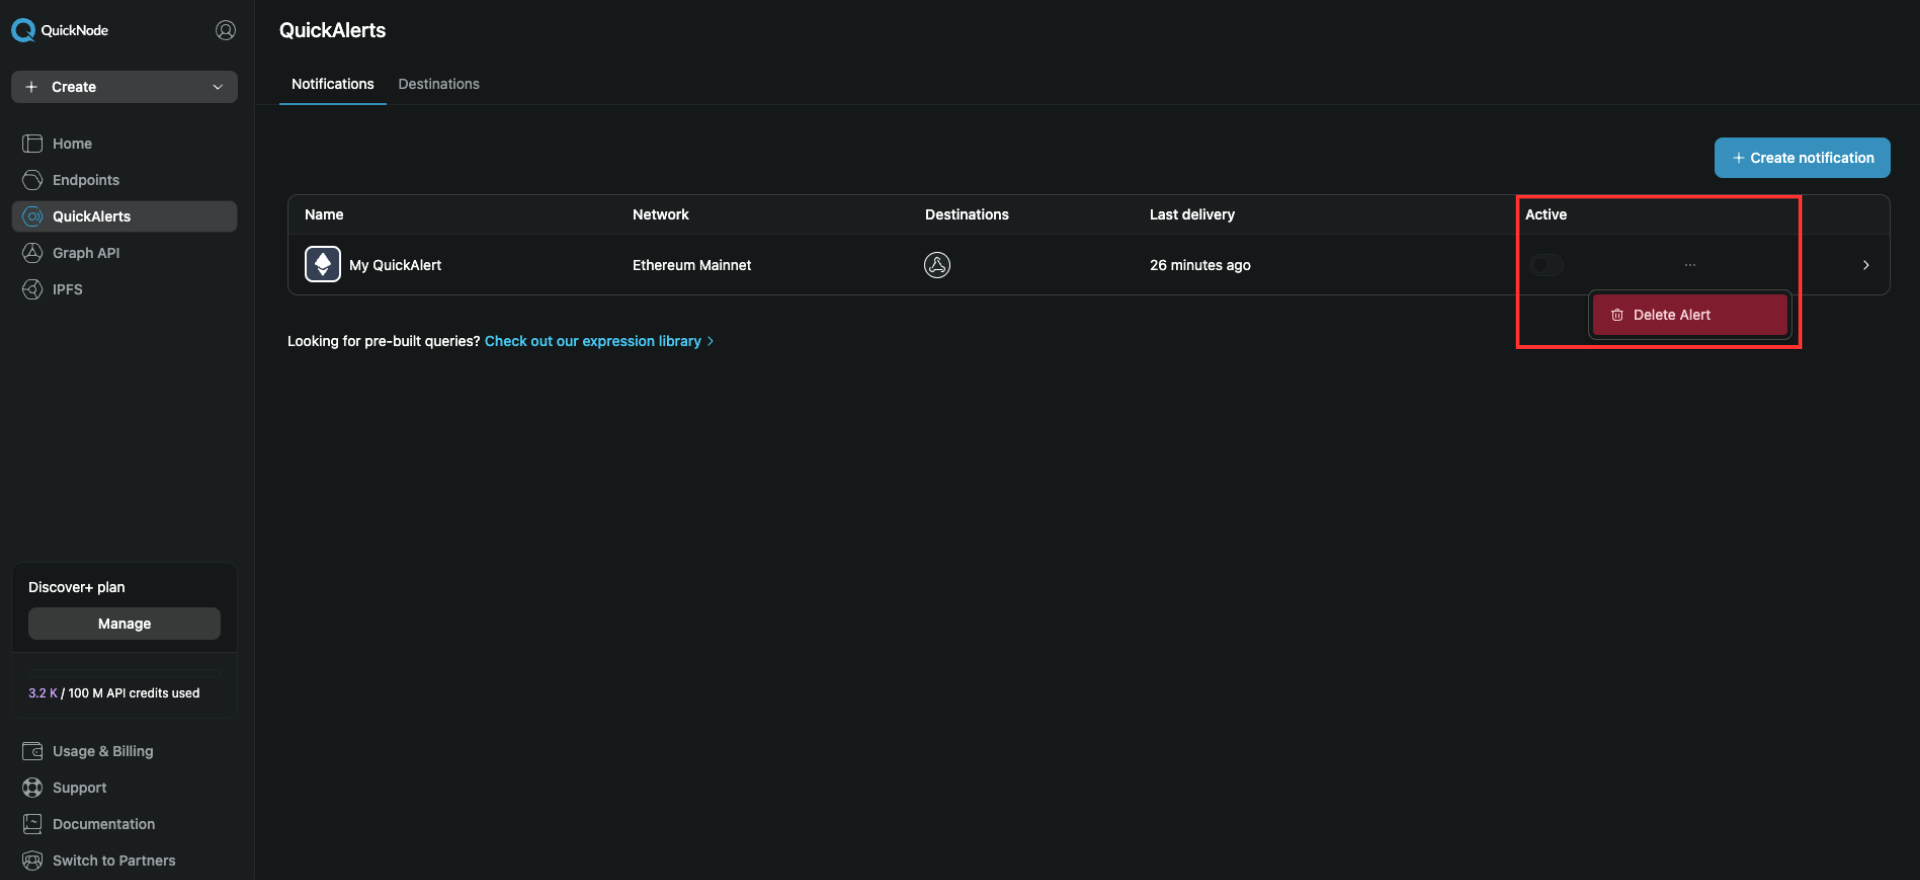 QuickNode
Create
Home
Endpoints
QuickAlerts
Graph API
IPFS
Discover+ plan
Manage
3.2 K / 100 M API credits used
Usage & Billing
Support
Documentation
Switch to Partners
QuickAlerts
Notifications Destinations
+ Create notification
Name Network Destinations Last delivery Active
My QuickAlert Ethereum Mainnet 26 minutes ago ...
Delete Alert
Looking for pre-built queries? Check out our expression library >